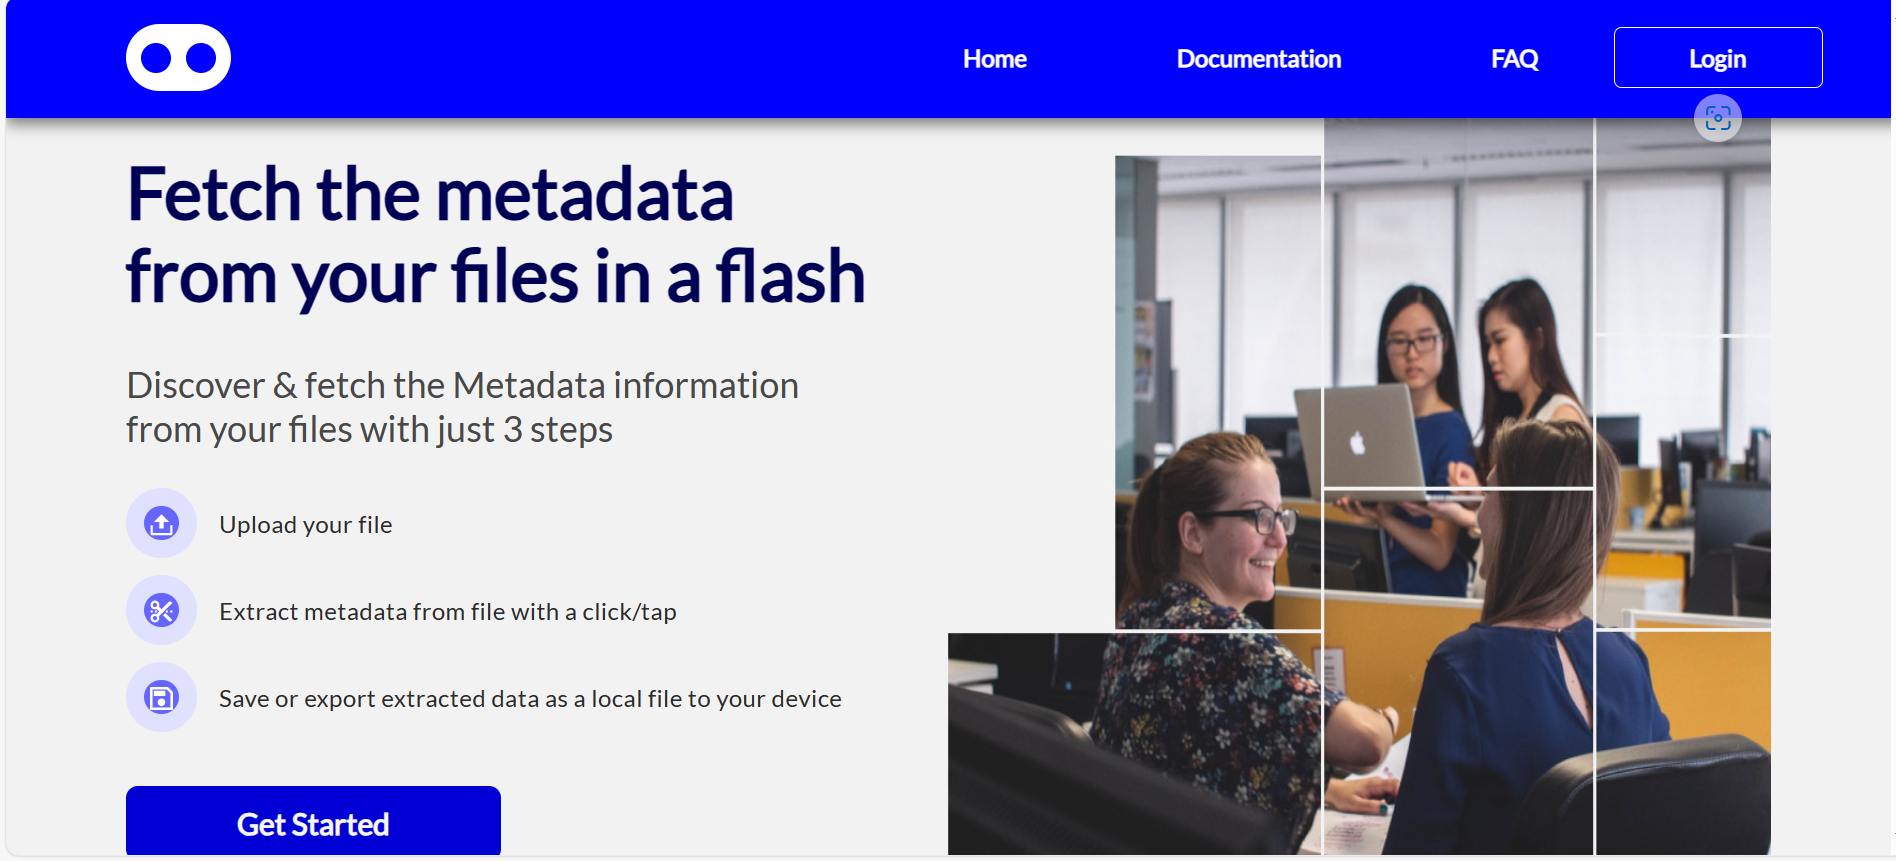 Home
Documentation
FAQ
Login
Fetch the metadata
from your files in a flash
Discover & fetch the Metadata information
from your files with just 3 steps
Upload your file
Extract metadata from file with a click/tap
Save or export extracted data as a local file to your device
Get Started